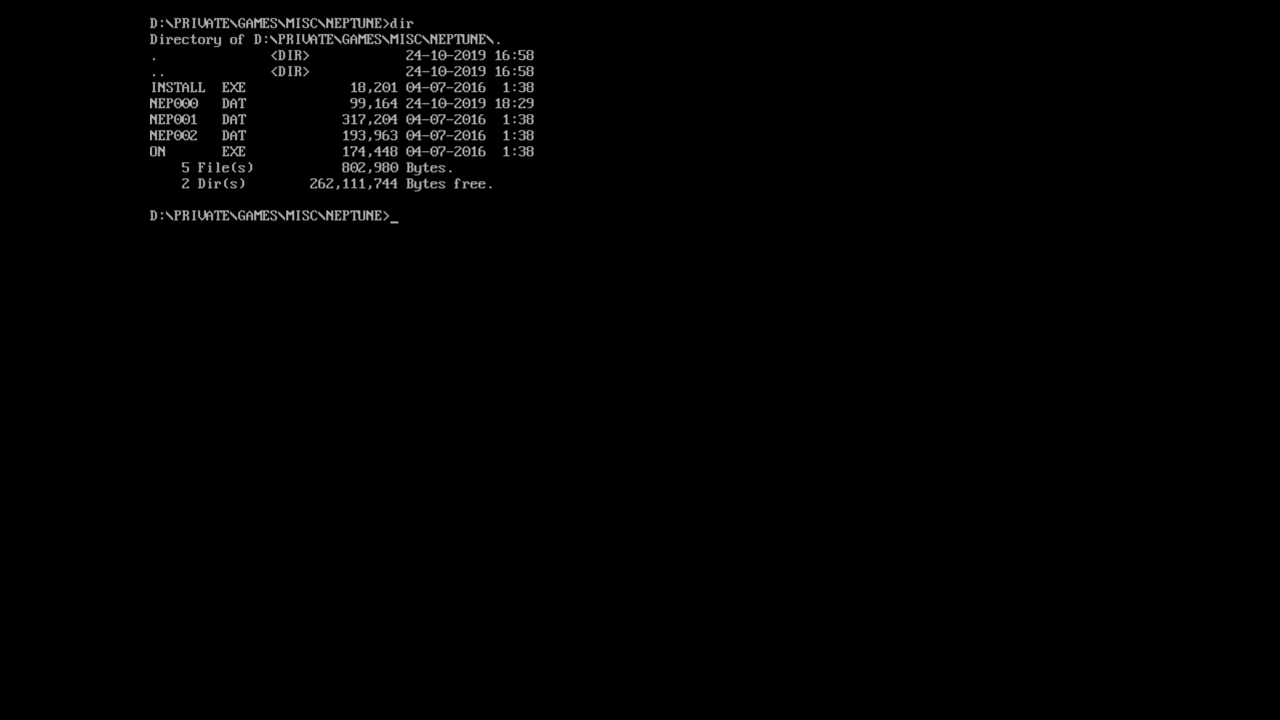 D:\PRIVATE\GAMES\MISC\NEPTUNE>dir
Directory of D:\PRIVATE\GAMES\MISC\NEPTUNE\.
.              <DIR>            24-10-2019 16:58
..             <DIR>            24-10-2019 16:58
INSTALL  EXE             18,201 04-07-2016  1:38
NEP000   DAT             99,164 24-10-2019 18:29
NEP001   DAT            317,204 04-07-2016  1:38
NEP002   DAT            193,963 04-07-2016  1:38
ON       EXE            174,448 04-07-2016  1:38
    5 File(s)           802,980 Bytes.
    2 Dir(s)        262,111,744 Bytes free.
D:\PRIVATE\GAMES\MISC\NEPTUNE>_